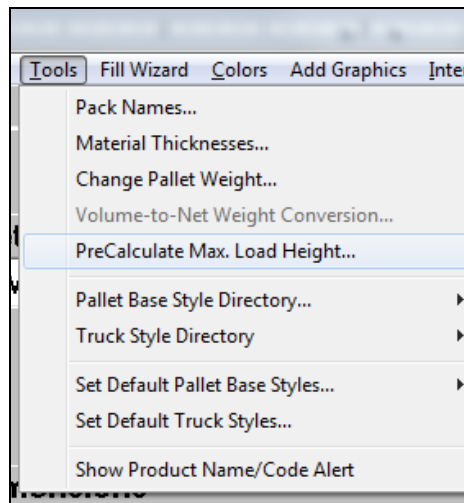 Tools Fill Wizard Colors Add Graphics Inter
Pack Names...
Material Thicknesses...
Change Pallet Weight...
Volume-to-Net Weight Conversion...
PreCalculate Max. Load Height...
Pallet Base Style Directory...
Truck Style Directory
Set Default Pallet Base Styles...
Set Default Truck Styles...
Show Product Name/Code Alert